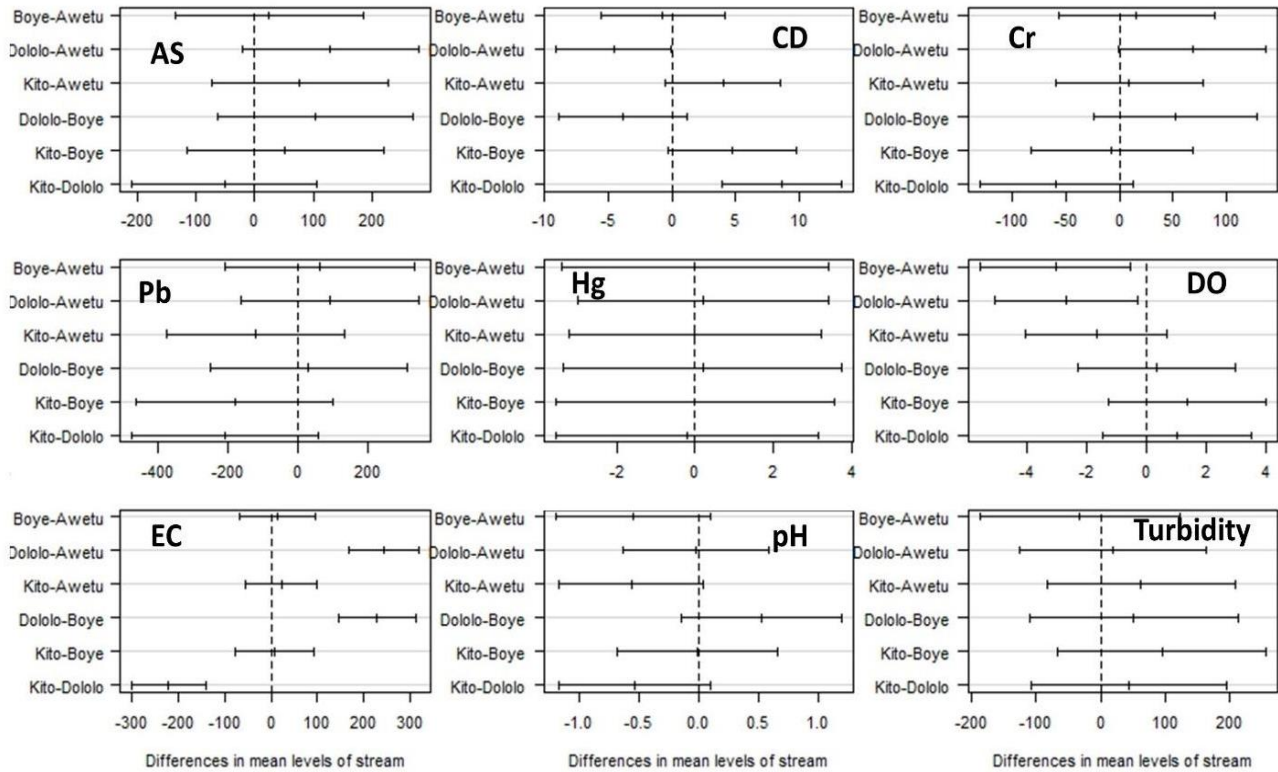 Boye-Awetu
Dololo-Awetu
Kito-Awetu
Dololo-Boye
Kito-Boye
Kito-Dololo
AS
-200 -100 0 100 200
Boye-Awetu
Dololo-Awetu
Kito-Awetu
Dololo-Boye
Kito-Boye
Kito-Dololo
CD
-10 -5 0 5 10
Boye-Awetu
Dololo-Awetu
Kito-Awetu
Dololo-Boye
Kito-Boye
Kito-Dololo
Cr
-100 -50 0 50 100
Boye-Awetu
Dololo-Awetu
Kito-Awetu
Dololo-Boye
Kito-Boye
Kito-Dololo
Pb
-400 -200 0 200
Boye-Awetu
Dololo-Awetu
Kito-Awetu
Dololo-Boye
Kito-Boye
Kito-Dololo
Hg
-2 0 2 4
Boye-Awetu
Dololo-Awetu
Kito-Awetu
Dololo-Boye
Kito-Boye
Kito-Dololo
DO
-4 -2 0 2 4
Boye-Awetu
Dololo-Awetu
Kito-Awetu
Dololo-Boye
Kito-Boye
Kito-Dololo
EC
-300 -200 -100 0 100 200 300
Differences in mean levels of stream
Boye-Awetu
Dololo-Awetu
Kito-Awetu
Dololo-Boye
Kito-Boye
Kito-Dololo
pH
-1.0 -0.5 0.0 0.5 1.0
Differences in mean levels of stream
Boye-Awetu
Dololo-Awetu
Kito-Awetu
Dololo-Boye
Kito-Boye
Kito-Dololo
Turbidity
-200 -100 0 100 200
Differences in mean levels of stream